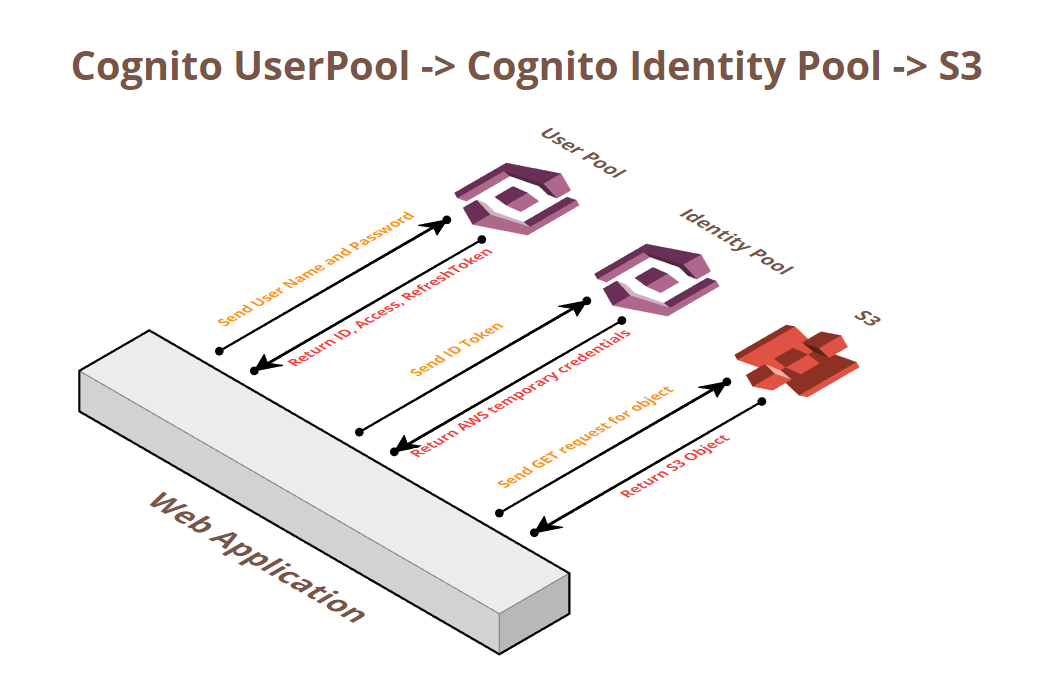 Cognito UserPool -> Cognito Identity Pool -> S3
User Pool
Send User Name and Password
Return ID, Access, RefreshToken
Identity Pool
Send ID Token
Return AWS temporary credentials
S3
Send GET request for object
Return S3 Object
Web Application